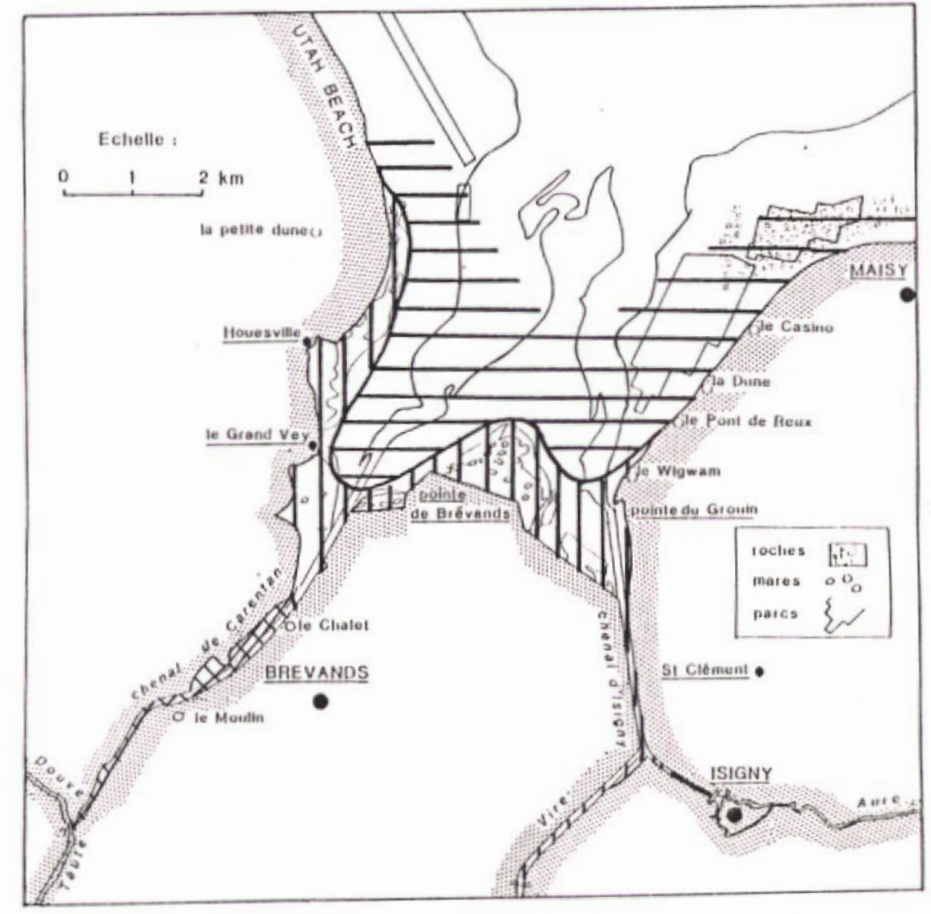 UTAH BEACH
Echelle :
0 1 2 km
la petite dune
MAISY
Houesville
le Casino
la Dune
le Grand Vey
le Pont de Reux
le Wigwam
pointe
de Brévands
pointe du Grouin
roches
mares
parcs
chenal de Carentan
le Chalet
chenal d'Isigny
BREVANDS
St Clément
le Moulin
Douve
ISIGNY
Vire
Aure
Taute